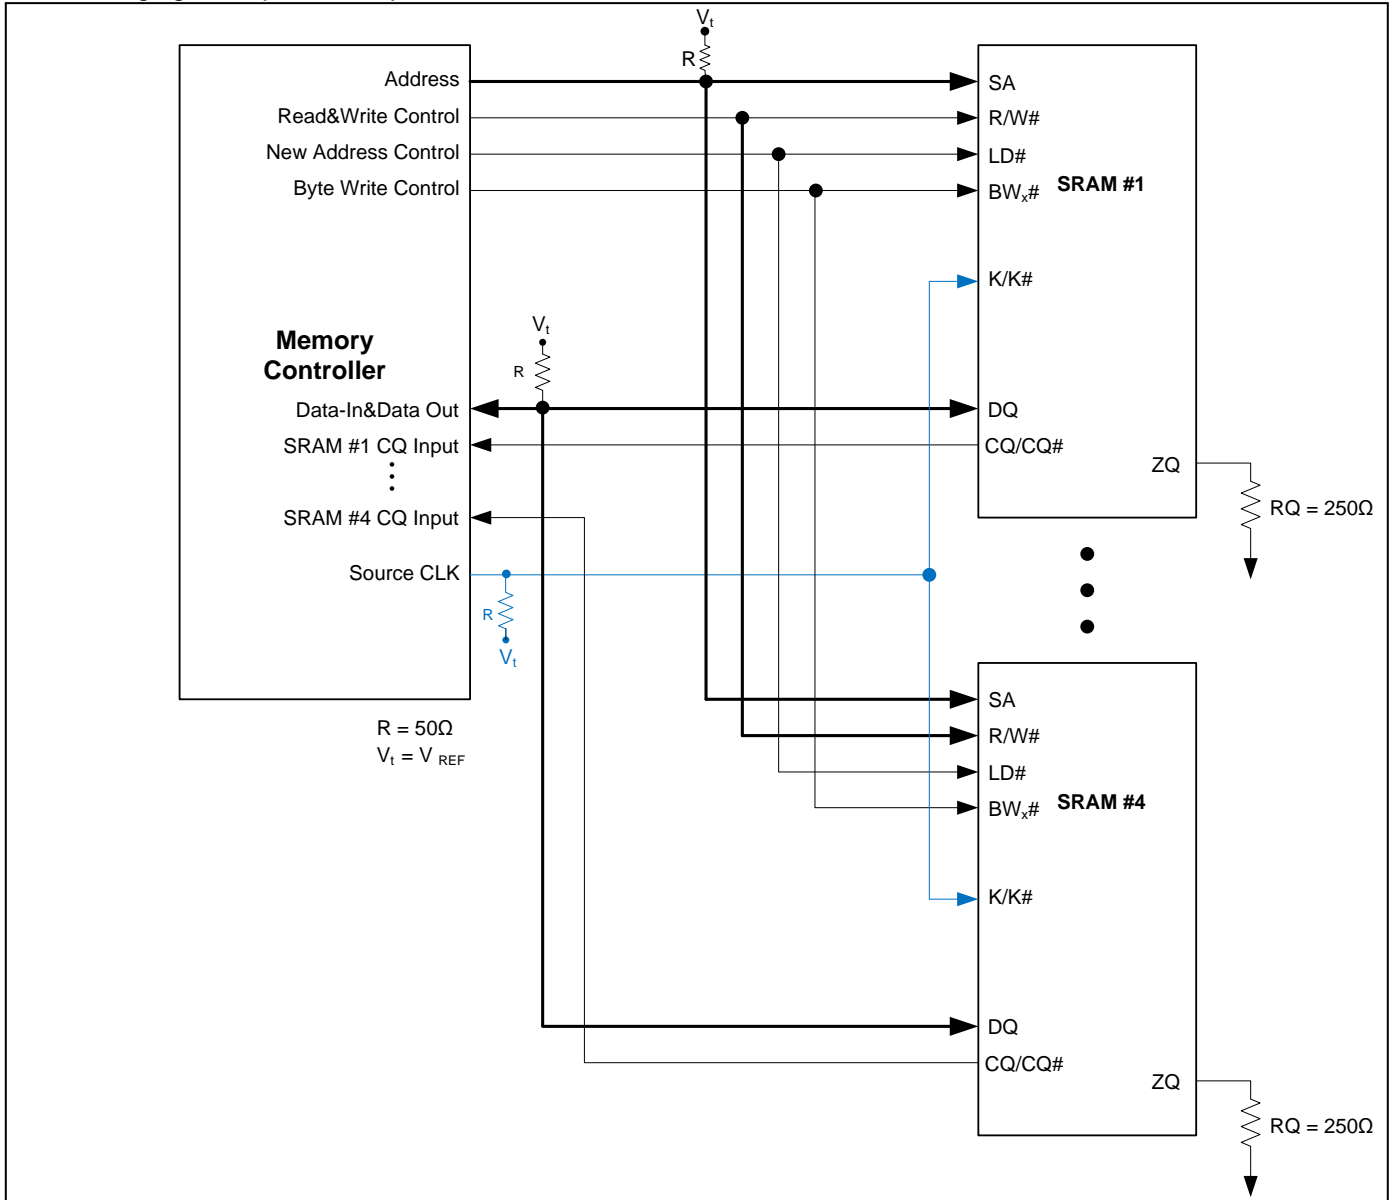 Vt
R
Address
SA
Read&Write Control
R/W#
New Address Control
LD#
Byte Write Control
BWx#
SRAM #1
K/K#
Vt
R
Memory
Controller
Data-In&Data Out
DQ
SRAM #1 CQ Input
CQ/CQ#
ZQ
RQ = 250Ω
SRAM #4 CQ Input
Source CLK
R
Vt
R = 50Ω
Vt = V REF
SA
R/W#
LD#
BWx#
SRAM #4
K/K#
DQ
CQ/CQ#
ZQ
RQ = 250Ω